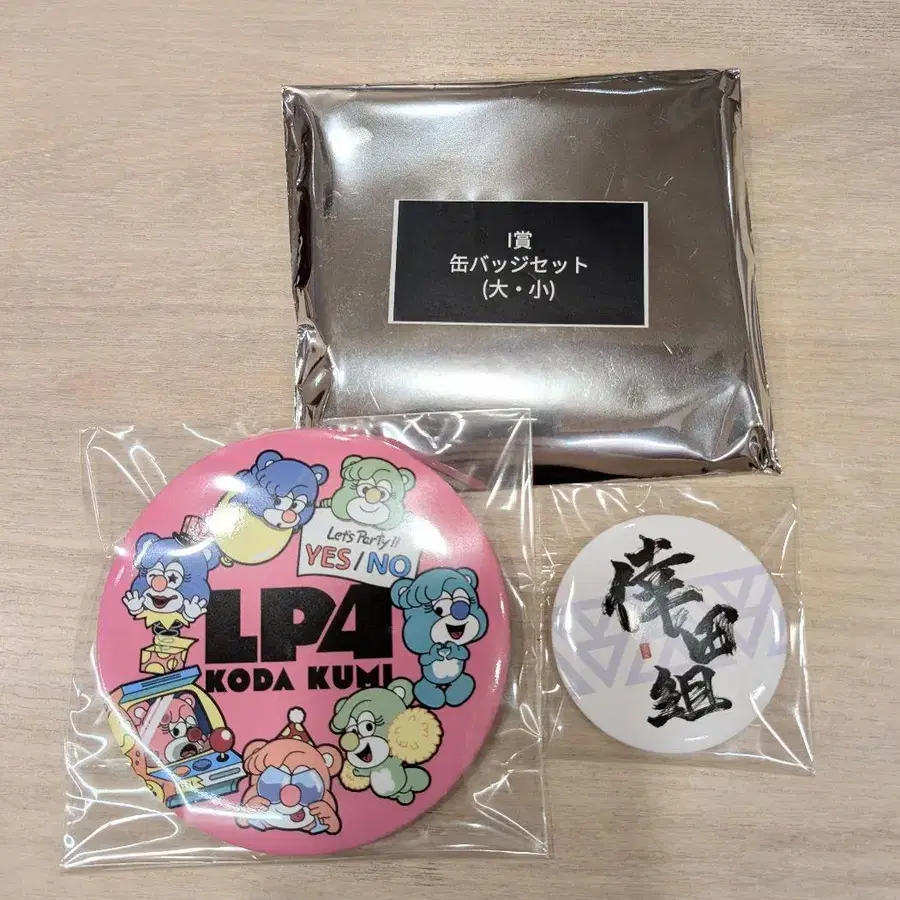 I賞
缶バッジセット
(大・小)
Let's Party!!
YES/NO
LPA
KODA KUMI
倖田組